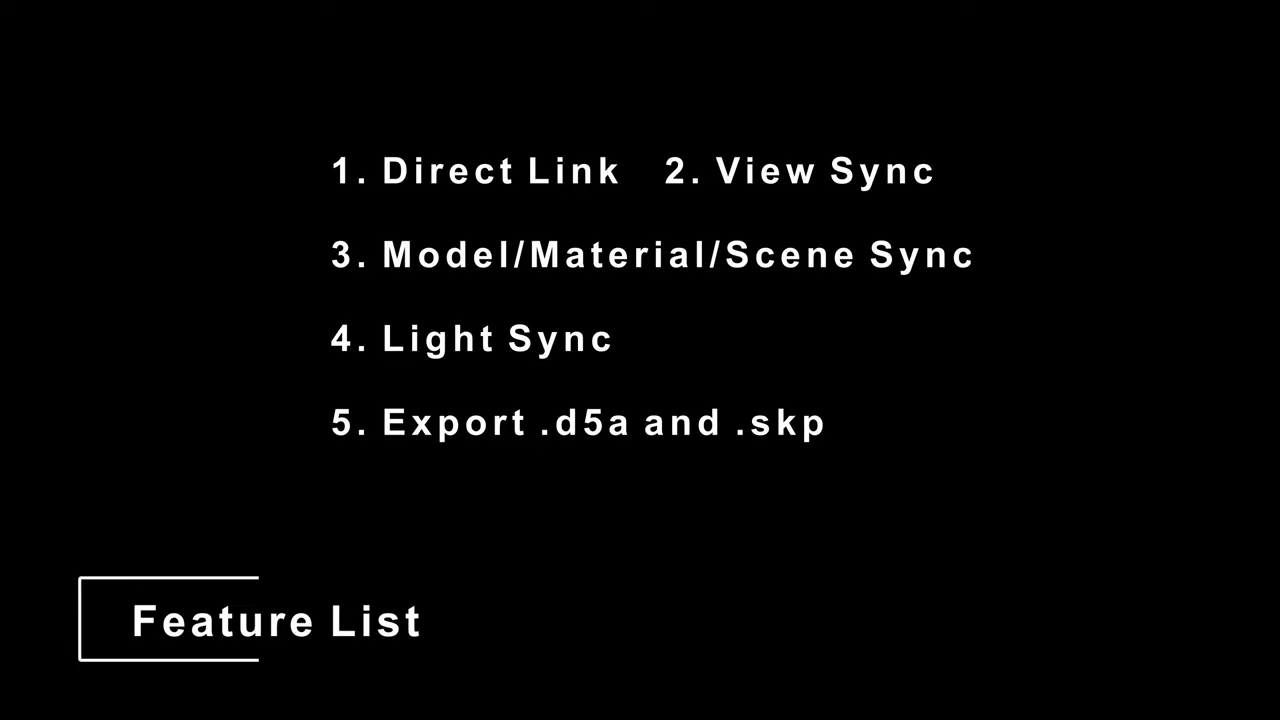 1. Direct Link 2. View Sync
3. Model/Material/Scene Sync
4. Light Sync
5. Export .d5a and .skp
Feature List